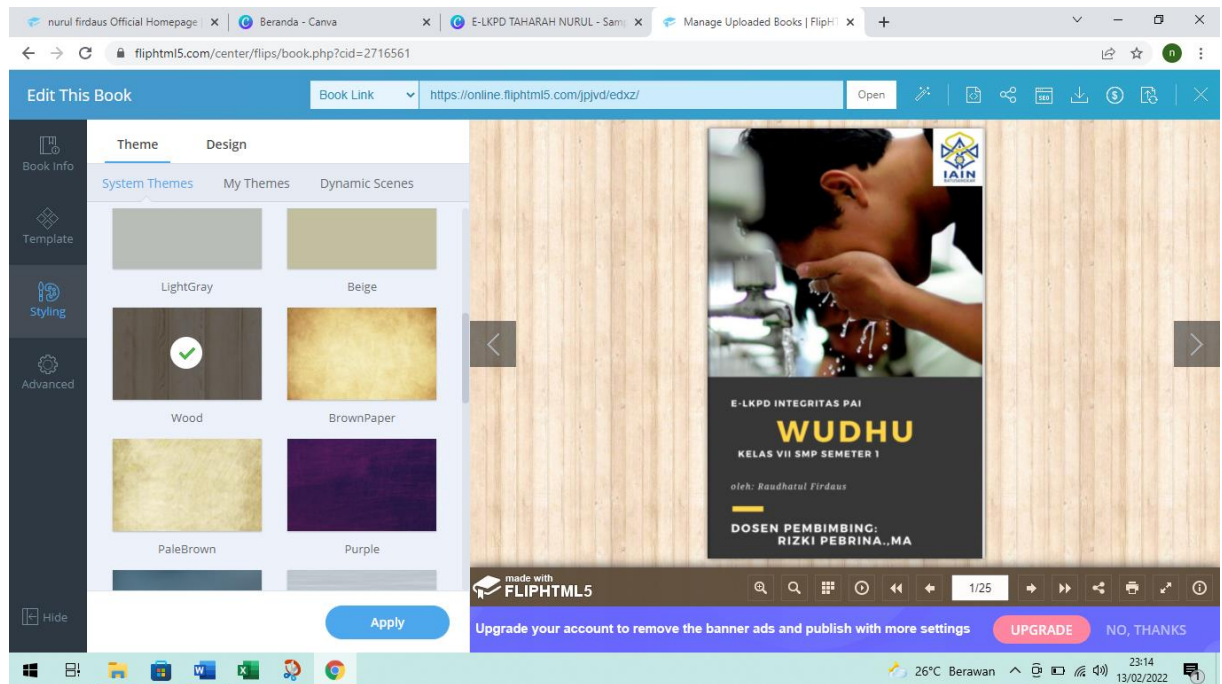 nurul firdaus Official Homepage
Beranda - Canva
E-LKPD TAHARAH NURUL - Sam
Manage Uploaded Books | FlipH
fliphtml5.com/center/flips/book.php?cid=2716561
n
Edit This Book
Book Link
https://online.fliphtml5.com/jpjvd/edxz/
Open
SEO
Book Info
Template
Styling
Advanced
Hide
Theme Design
System Themes My Themes Dynamic Scenes
LightGray Beige
Wood BrownPaper
PaleBrown Purple
Apply
IAIN
BATUSANGKAR
E-LKPD INTEGRITAS PAI
WUDHU
KELAS VII SMP SEMETER 1
oleh: Raudhatul Firdaus
DOSEN PEMBIMBING:
RIZKI PEBRINA.,MA
made with
FLIPHTML5
1/25
Upgrade your account to remove the banner ads and publish with more settings
UPGRADE
NO, THANKS
26°C Berawan
23:14
13/02/2022
1